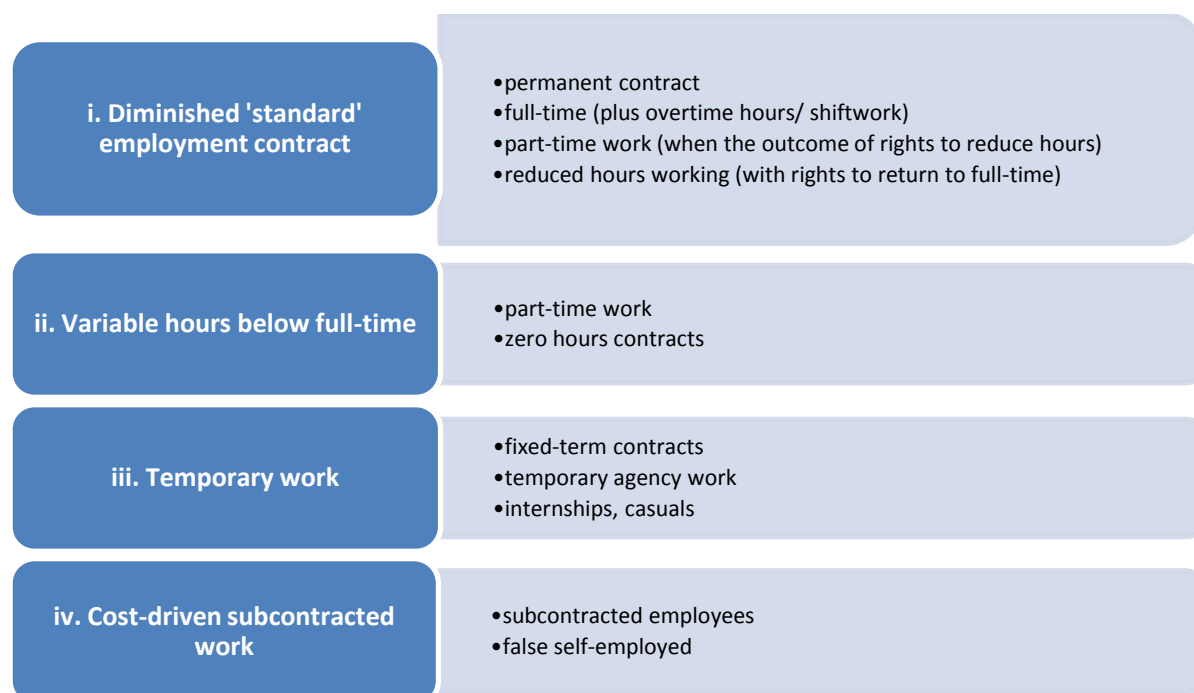 i. Diminished 'standard'
employment contract
•permanent contract
•full-time (plus overtime hours/ shiftwork)
•part-time work (when the outcome of rights to reduce hours)
•reduced hours working (with rights to return to full-time)
ii. Variable hours below full-time
•part-time work
•zero hours contracts
iii. Temporary work
•fixed-term contracts
•temporary agency work
•internships, casuals
iv. Cost-driven subcontracted
work
•subcontracted employees
•false self-employed